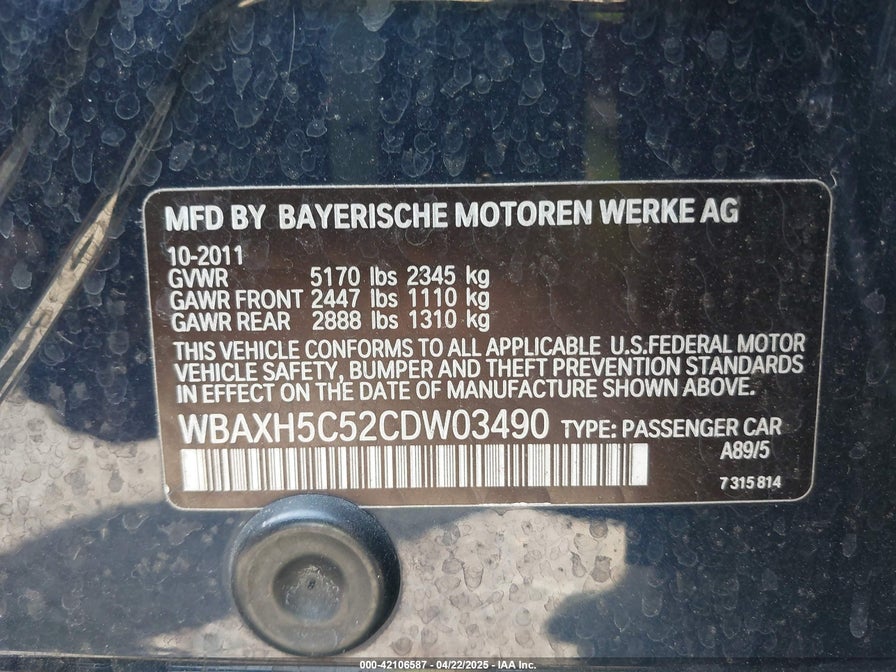 MFD BY BAYERISCHE MOTOREN WERKE AG
10-2011
GVWR 5170 lbs 2345 kg
GAWR FRONT 2447 lbs 1110 kg
GAWR REAR 2888 lbs 1310 kg
THIS VEHICLE CONFORMS TO ALL APPLICABLE U.S.FEDERAL MOTOR
VEHICLE SAFETY, BUMPER AND THEFT PREVENTION STANDARDS
IN EFFECT ON THE DATE OF MANUFACTURE SHOWN ABOVE.
WBAXH5C52CDW03490 TYPE: PASSENGER CAR
A89/5
7 315 814
000-42106587 - 04/22/2025 - IAA Inc.